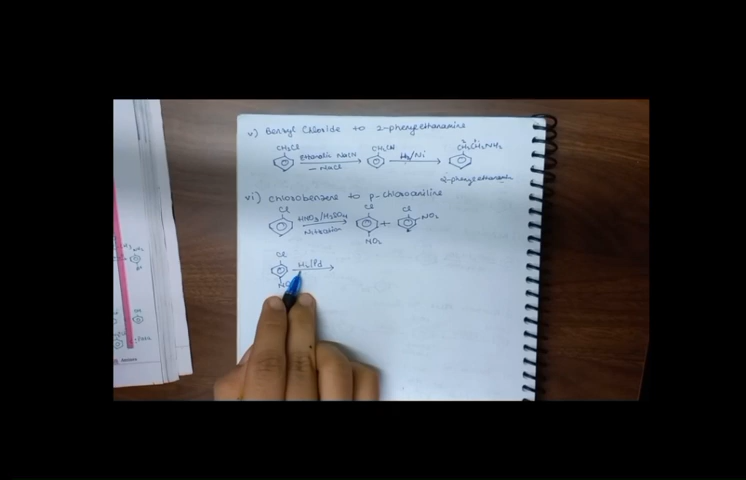 v) Benzyl Chloride to 2-phenylethanamine
CH2Cl CH2CN CH2CH2NH2
Ethanolic NaCN H2/Ni
- NaCl
2-phenylethanamine
vi) Chlorobenzene to p-chloroaniline
Cl Cl Cl
HNO3/H2SO4 + NO2
Nitration
NO2
Cl
H2/Pd
NO